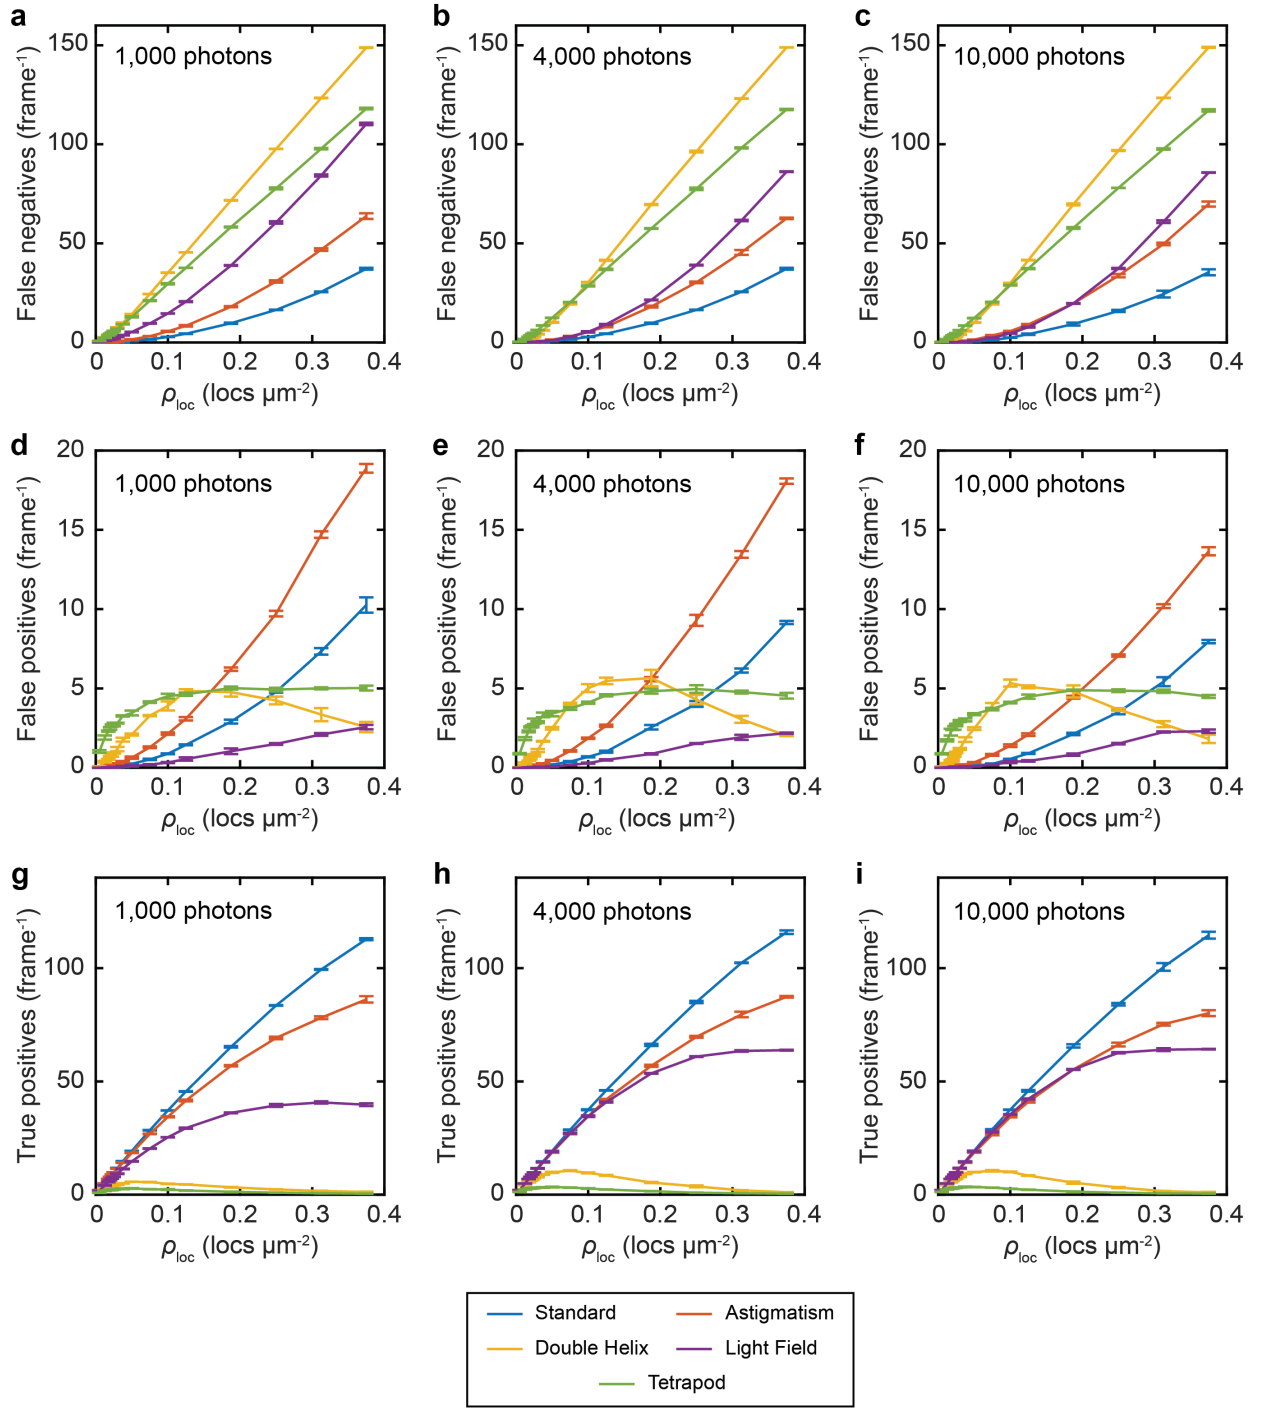 a
b
c
False negatives (frame⁻¹)
150
100
50
0
1,000 photons
0 0.1 0.2 0.3 0.4
ρloc (locs µm⁻²)
False negatives (frame⁻¹)
150
100
50
0
4,000 photons
0 0.1 0.2 0.3 0.4
ρloc (locs µm⁻²)
False negatives (frame⁻¹)
150
100
50
0
10,000 photons
0 0.1 0.2 0.3 0.4
ρloc (locs µm⁻²)
d
e
f
False positives (frame⁻¹)
20
15
10
5
0
1,000 photons
0 0.1 0.2 0.3 0.4
ρloc (locs µm⁻²)
False positives (frame⁻¹)
20
15
10
5
0
4,000 photons
0 0.1 0.2 0.3 0.4
ρloc (locs µm⁻²)
False positives (frame⁻¹)
20
15
10
5
0
10,000 photons
0 0.1 0.2 0.3 0.4
ρloc (locs µm⁻²)
g
h
i
True positives (frame⁻¹)
100
50
0
1,000 photons
0 0.1 0.2 0.3 0.4
ρloc (locs µm⁻²)
True positives (frame⁻¹)
100
50
0
4,000 photons
0 0.1 0.2 0.3 0.4
ρloc (locs µm⁻²)
True positives (frame⁻¹)
100
50
0
10,000 photons
0 0.1 0.2 0.3 0.4
ρloc (locs µm⁻²)
Standard Astigmatism
Double Helix Light Field
Tetrapod